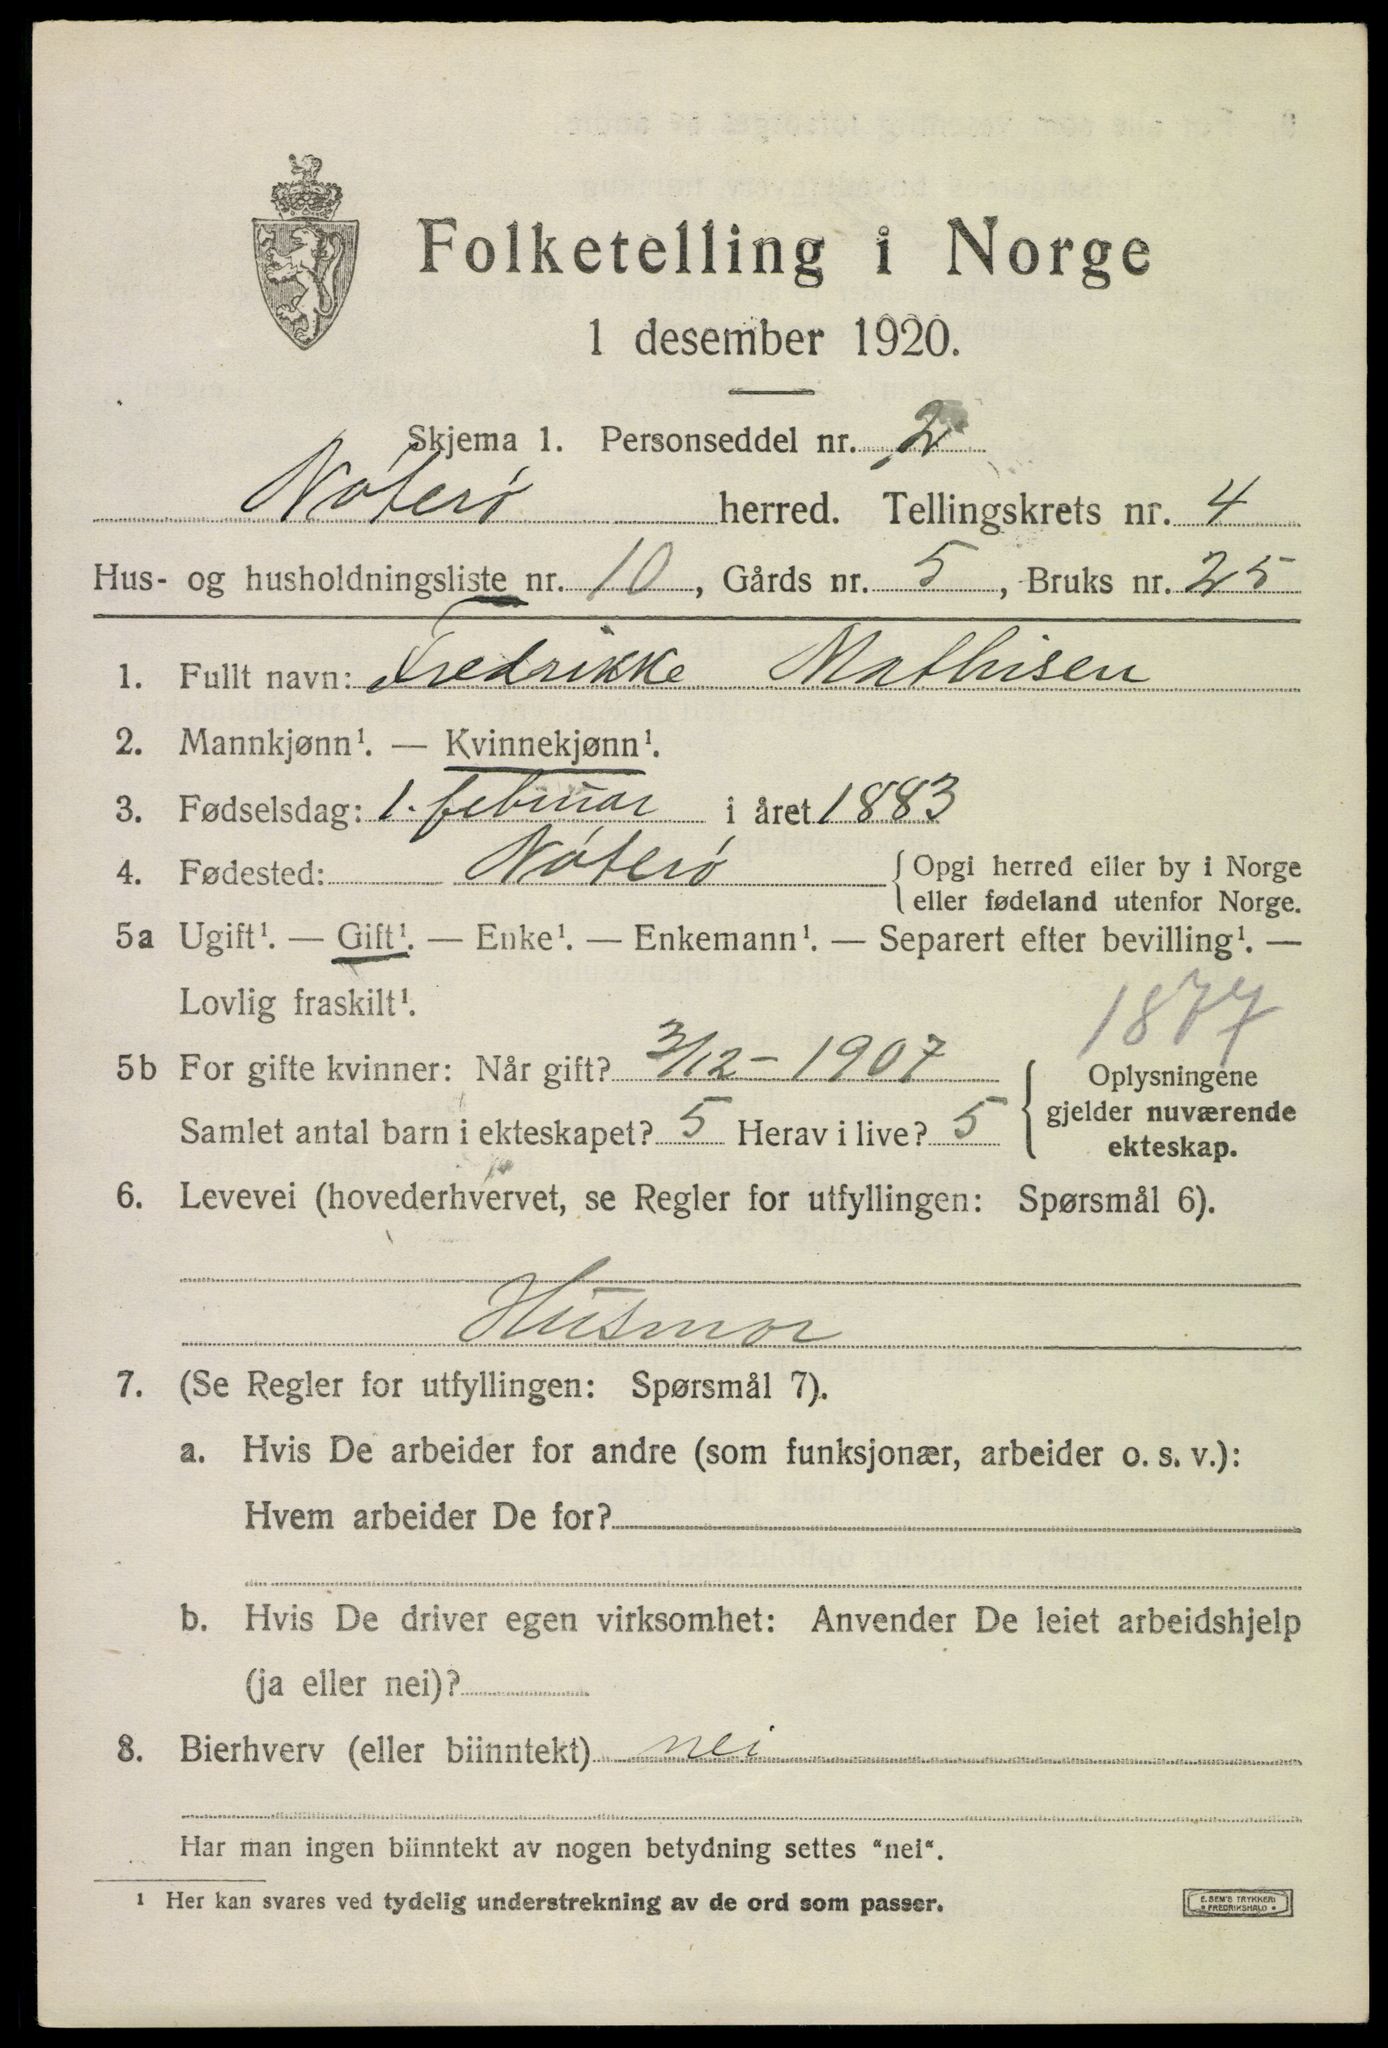 Folketelling i Norge
1 desember 1920.
Skjema 1. Personseddel nr. 2
Nøterø herred. Tellingskrets nr. 4
Hus- og husholdningsliste nr. 10, Gårds nr. 5, Bruks nr. 25
1. Fullt navn: Fredrikke Mathisen
2. Mannkjønn¹. — Kvinnekjønn¹.
3. Fødselsdag: 1. februar i året 1883
4. Fødested: Nøterø { Opgi herred eller by i Norge
eller fødeland utenfor Norge.
5a Ugift¹. — Gift¹. — Enke¹. — Enkemann¹. — Separert efter bevilling¹. —
Lovlig fraskilt¹.
1877
5b For gifte kvinner: Når gift? 3/12 - 1907
Samlet antal barn i ekteskapet? 5 Herav i live? 5
{ Oplysningene
gjelder nuværende
ekteskap.
6. Levevei (hovederhvervet, se Regler for utfyllingen: Spørsmål 6).
Husmor
7. (Se Regler for utfyllingen: Spørsmål 7).
a. Hvis De arbeider for andre (som funksjonær, arbeider o. s. v.):
Hvem arbeider De for?
b. Hvis De driver egen virksomhet: Anvender De leiet arbeidshjelp
(ja eller nei)?
8. Bierhverv (eller biinntekt) nei
Har man ingen biinntekt av nogen betydning settes "nei".
¹ Her kan svares ved tydelig understrekning av de ord som passer.
E. SEM'S TRYKKERI
FREDRIKSHALD